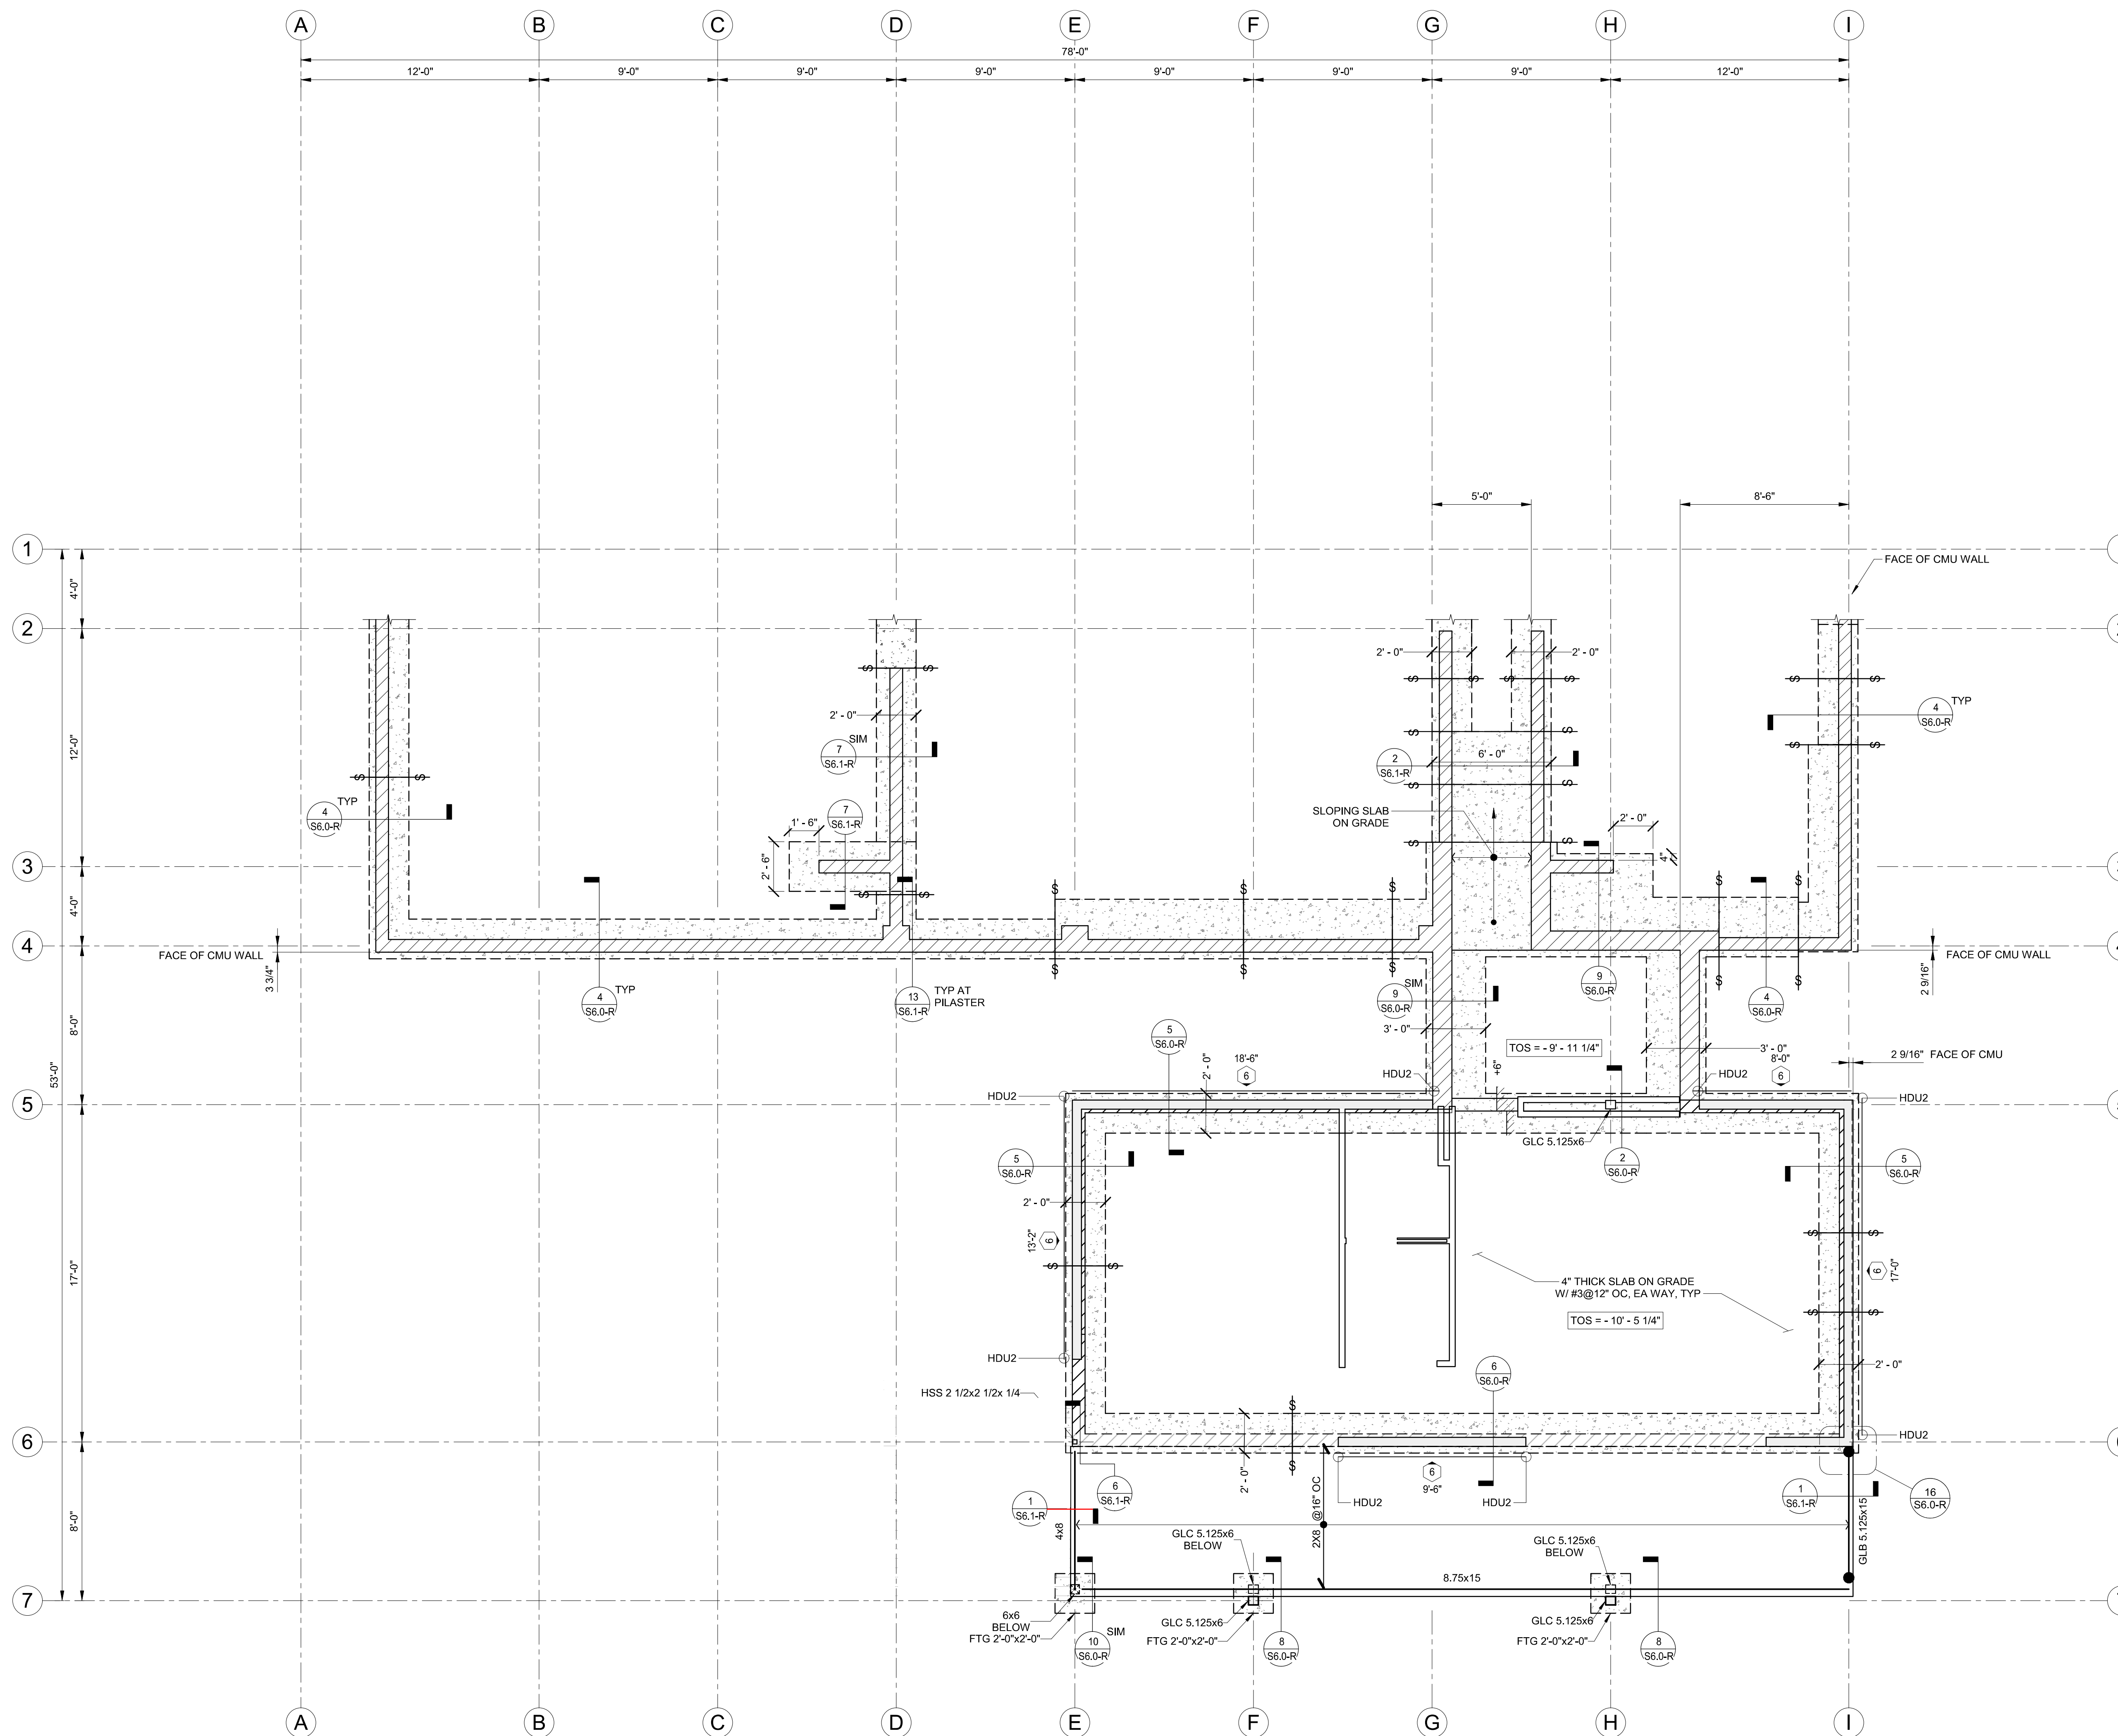 A
B
C
D
E
F
G
H
I
78'-0"
12'-0"
9'-0"
9'-0"
9'-0"
9'-0"
9'-0"
9'-0"
12'-0"
5'-0"
8'-6"
1
FACE OF CMU WALL
4'-0"
2
S
S
2' - 0"
2' - 0"
S
S
S
S
S
S
2' - 0"
4
S6.0-R
TYP
7
S6.1-R
SIM
12'-0"
S
S
S
S
2
S6.1-R
6' - 0"
S
S
S
S
4
S6.0-R
TYP
7
S6.1-R
1' - 6"
SLOPING SLAB
ON GRADE
2' - 0"
S
S
4"
3
2' - 6"
4'-0"
S
S
S
S
S
S
S
4
FACE OF CMU WALL
3 3/4"
FACE OF CMU WALL
2 9/16"
S
S
S
S
S
4
S6.0-R
TYP
13
S6.1-R
TYP AT
PILASTER
9
S6.0-R
SIM
9
S6.0-R
4
S6.0-R
8'-0"
53'-0"
5
S6.0-R
3' - 0"
TOS = - 9' - 11 1/4"
3' - 0"
2 9/16" FACE OF CMU
18'-6"
6
2' - 0"
HDU2
+6"
HDU2
8'-0"
6
HDU2
HDU2
5
GLC 5.125x6
5
S6.0-R
2
S6.0-R
5
S6.0-R
2' - 0"
13'-2"
6
S
S
S
S
6
17'-0"
17'-0"
4" THICK SLAB ON GRADE
W/ #3@12" OC, EA WAY, TYP
TOS = - 10' - 5 1/4"
S
S
HDU2
2' - 0"
HSS 2 1/2x2 1/2x 1/4
6
S6.0-R
S
6
HDU2
S
2' - 0"
6
9'-6"
HDU2
HDU2
6
S6.1-R
1
S6.1-R
1
S6.1-R
16
S6.0-R
8'-0"
4x8
2X8 @16" OC
GLB 5.125x15
GLC 5.125x6
BELOW
GLC 5.125x6
BELOW
8.75x15
7
6x6
BELOW
FTG 2'-0"x2'-0"
GLC 5.125x6
FTG 2'-0"x2'-0"
GLC 5.125x6
FTG 2'-0"x2'-0"
10
S6.0-R
SIM
8
S6.0-R
8
S6.0-R
A
B
C
D
E
F
G
H
I